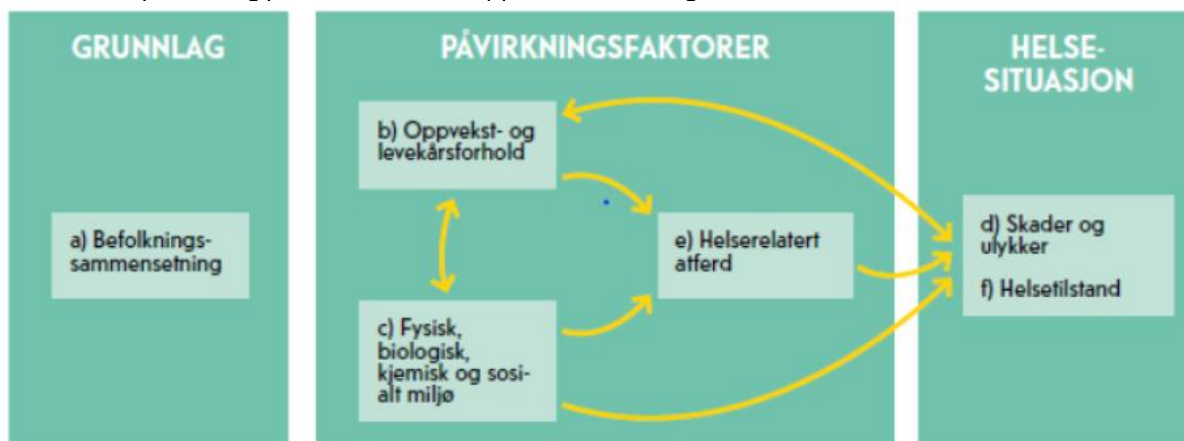 GRUNNLAG
a) Befolknings-
sammensetning
PÅVIRKNINGSFAKTORER
b) Oppvekst- og
levekårsforhold
c) Fysisk,
biologisk,
kjemisk og sosi-
alt miljø
e) Helserelatert
atferd
HELSE-
SITUASJON
d) Skader og
ulykker
f) Helsetilstand